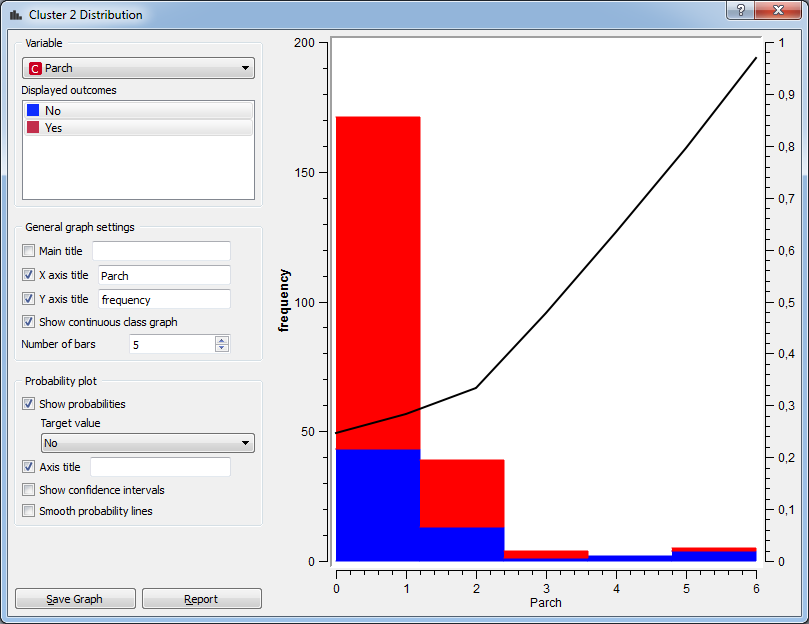 Cluster 2 Distribution
?
Variable
C Parch
Displayed outcomes
No
Yes
General graph settings
Main title
X axis title Parch
Y axis title frequency
Show continuous class graph
Number of bars 5
Probability plot
Show probabilities
Target value
No
Axis title
Show confidence intervals
Smooth probability lines
Save Graph Report
frequency
200
150
100
50
0
1
0,9
0,8
0,7
0,6
0,5
0,4
0,3
0,2
0,1
0
0 1 2 3 4 5 6
Parch